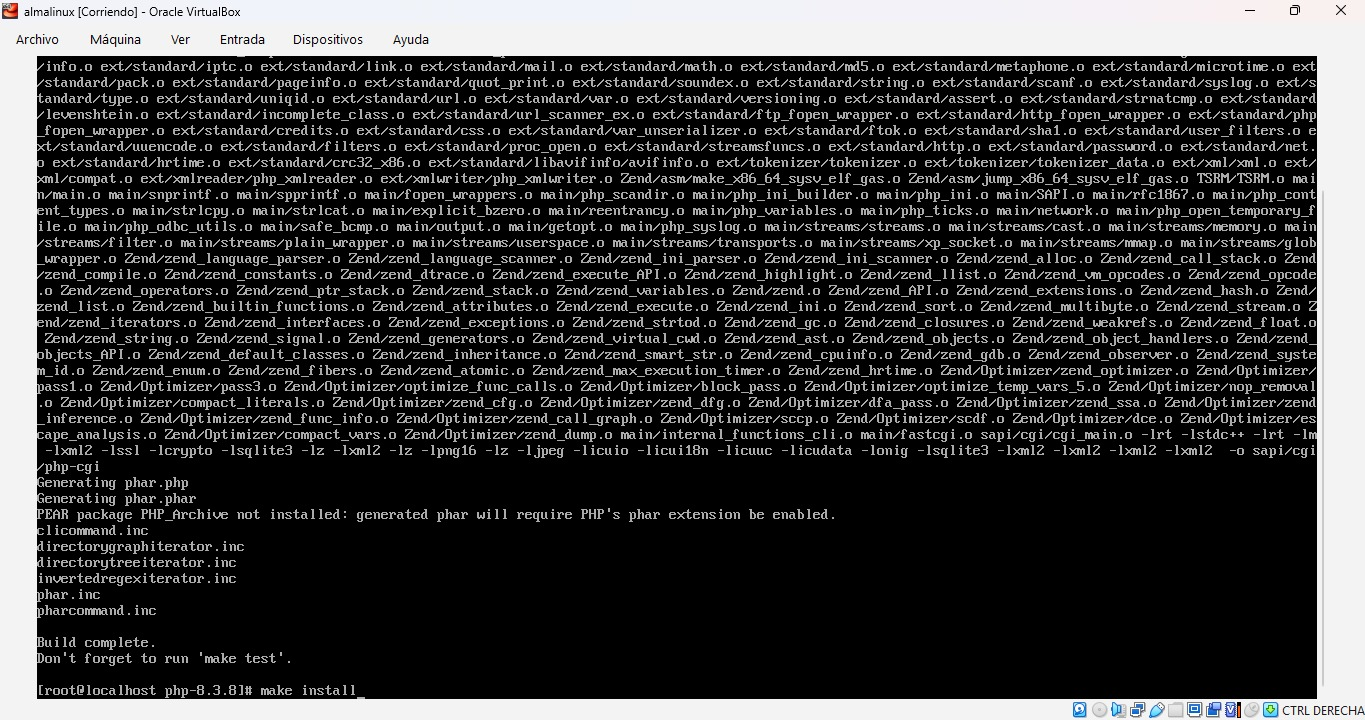 almalinux [Corriendo] - Oracle VirtualBox
Archivo Máquina Ver Entrada Dispositivos Ayuda
/info.o ext/standard/iptc.o ext/standard/link.o ext/standard/mail.o ext/standard/math.o ext/standard/md5.o ext/standard/metaphone.o ext/standard/microtime.o ext
/standard/pack.o ext/standard/pageinfo.o ext/standard/quot_print.o ext/standard/soundex.o ext/standard/string.o ext/standard/scanf.o ext/standard/syslog.o ext/s
tandard/type.o ext/standard/uniqid.o ext/standard/url.o ext/standard/var.o ext/standard/versioning.o ext/standard/assert.o ext/standard/strnatcmp.o ext/standard
/levenshtein.o ext/standard/incomplete_class.o ext/standard/url_scanner_ex.o ext/standard/ftp_fopen_wrapper.o ext/standard/http_fopen_wrapper.o ext/standard/php
_fopen_wrapper.o ext/standard/credits.o ext/standard/css.o ext/standard/var_unserializer.o ext/standard/ftok.o ext/standard/sha1.o ext/standard/user_filters.o e
xt/standard/uuencode.o ext/standard/filters.o ext/standard/proc_open.o ext/standard/streamsfuncs.o ext/standard/http.o ext/standard/password.o ext/standard/net.
o ext/standard/hrtime.o ext/standard/crc32_x86.o ext/standard/libavifinfo/avifinfo.o ext/tokenizer/tokenizer.o ext/tokenizer/tokenizer_data.o ext/xml/xml.o ext/
xml/compat.o ext/xmlreader/php_xmlreader.o ext/xmlwriter/php_xmlwriter.o Zend/asm/make_x86_64_sysv_elf_gas.o Zend/asm/jump_x86_64_sysv_elf_gas.o TSRM/TSRM.o mai
n/main.o main/snprintf.o main/spprintf.o main/fopen_wrappers.o main/php_scandir.o main/php_ini_builder.o main/php_ini.o main/SAPI.o main/rfc1867.o main/php_cont
ent_types.o main/strlcpy.o main/strlcat.o main/explicit_bzero.o main/reentrancy.o main/php_variables.o main/php_ticks.o main/network.o main/php_open_temporary_f
ile.o main/php_odbc_utils.o main/safe_bcmp.o main/output.o main/getopt.o main/php_syslog.o main/streams/streams.o main/streams/cast.o main/streams/memory.o main
/streams/filter.o main/streams/plain_wrapper.o main/streams/userspace.o main/streams/transports.o main/streams/xp_socket.o main/streams/mmap.o main/streams/glob
_wrapper.o Zend/zend_language_parser.o Zend/zend_language_scanner.o Zend/zend_ini_parser.o Zend/zend_ini_scanner.o Zend/zend_alloc.o Zend/zend_call_stack.o Zend
/zend_compile.o Zend/zend_constants.o Zend/zend_dtrace.o Zend/zend_execute_API.o Zend/zend_highlight.o Zend/zend_llist.o Zend/zend_vm_opcodes.o Zend/zend_opcode
.o Zend/zend_operators.o Zend/zend_ptr_stack.o Zend/zend_stack.o Zend/zend_variables.o Zend/zend.o Zend/zend_API.o Zend/zend_extensions.o Zend/zend_hash.o Zend/
zend_list.o Zend/zend_builtin_functions.o Zend/zend_attributes.o Zend/zend_execute.o Zend/zend_ini.o Zend/zend_sort.o Zend/zend_multibyte.o Zend/zend_stream.o Z
end/zend_iterators.o Zend/zend_interfaces.o Zend/zend_exceptions.o Zend/zend_strtod.o Zend/zend_gc.o Zend/zend_closures.o Zend/zend_weakrefs.o Zend/zend_float.o
Zend/zend_string.o Zend/zend_signal.o Zend/zend_generators.o Zend/zend_virtual_cwd.o Zend/zend_ast.o Zend/zend_objects.o Zend/zend_object_handlers.o Zend/zend_
objects_API.o Zend/zend_default_classes.o Zend/zend_inheritance.o Zend/zend_smart_str.o Zend/zend_cpuinfo.o Zend/zend_gdb.o Zend/zend_observer.o Zend/zend_syste
m_id.o Zend/zend_enum.o Zend/zend_fibers.o Zend/zend_atomic.o Zend/zend_max_execution_timer.o Zend/zend_hrtime.o Zend/Optimizer/zend_optimizer.o Zend/Optimizer/
pass1.o Zend/Optimizer/pass3.o Zend/Optimizer/optimize_func_calls.o Zend/Optimizer/block_pass.o Zend/Optimizer/optimize_temp_vars_5.o Zend/Optimizer/nop_removal
.o Zend/Optimizer/compact_literals.o Zend/Optimizer/zend_cfg.o Zend/Optimizer/zend_dfg.o Zend/Optimizer/dfa_pass.o Zend/Optimizer/zend_ssa.o Zend/Optimizer/zend
_inference.o Zend/Optimizer/zend_func_info.o Zend/Optimizer/zend_call_graph.o Zend/Optimizer/sccp.o Zend/Optimizer/scdf.o Zend/Optimizer/dce.o Zend/Optimizer/es
cape_analysis.o Zend/Optimizer/compact_vars.o Zend/Optimizer/zend_dump.o main/internal_functions_cli.o main/fastcgi.o sapi/cgi/cgi_main.o -lrt -lstdc++ -lrt -lm
-lxml2 -lssl -lcrypto -lsqlite3 -lz -lxml2 -lz -lpng16 -lz -ljpeg -licuio -licui18n -licuuc -licudata -lonig -lsqlite3 -lxml2 -lxml2 -lxml2 -lxml2 -o sapi/cgi
/php-cgi
Generating phar.php
Generating phar.phar
PEAR package PHP_Archive not installed: generated phar will require PHP's phar extension be enabled.
clicommand.inc
directorygraphiterator.inc
directorytreeiterator.inc
invertedregexiterator.inc
phar.inc
pharcommand.inc
Build complete.
Don't forget to run 'make test'.
[root@localhost php-8.3.8]# make install_
CTRL DERECHA